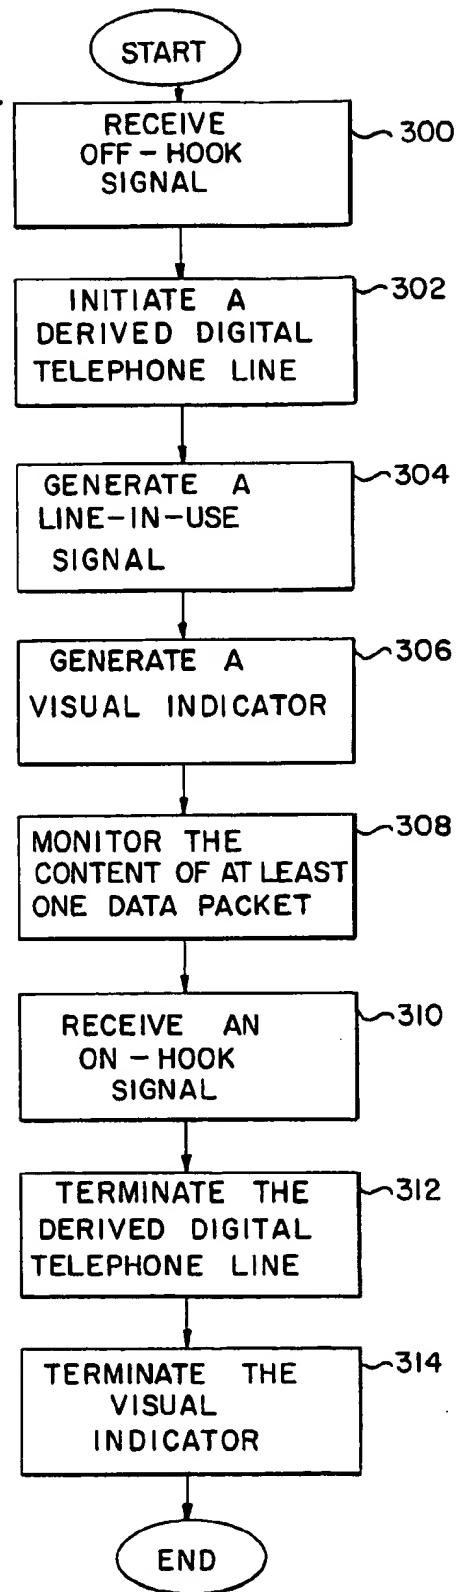 START
RECEIVE
OFF-HOOK
SIGNAL
300
INITIATE A
DERIVED DIGITAL
TELEPHONE LINE
302
GENERATE A
LINE-IN-USE
SIGNAL
304
GENERATE A
VISUAL INDICATOR
306
MONITOR THE
CONTENT OF AT LEAST
ONE DATA PACKET
308
RECEIVE AN
ON-HOOK
SIGNAL
310
TERMINATE THE
DERIVED DIGITAL
TELEPHONE LINE
312
TERMINATE THE
VISUAL
INDICATOR
314
END